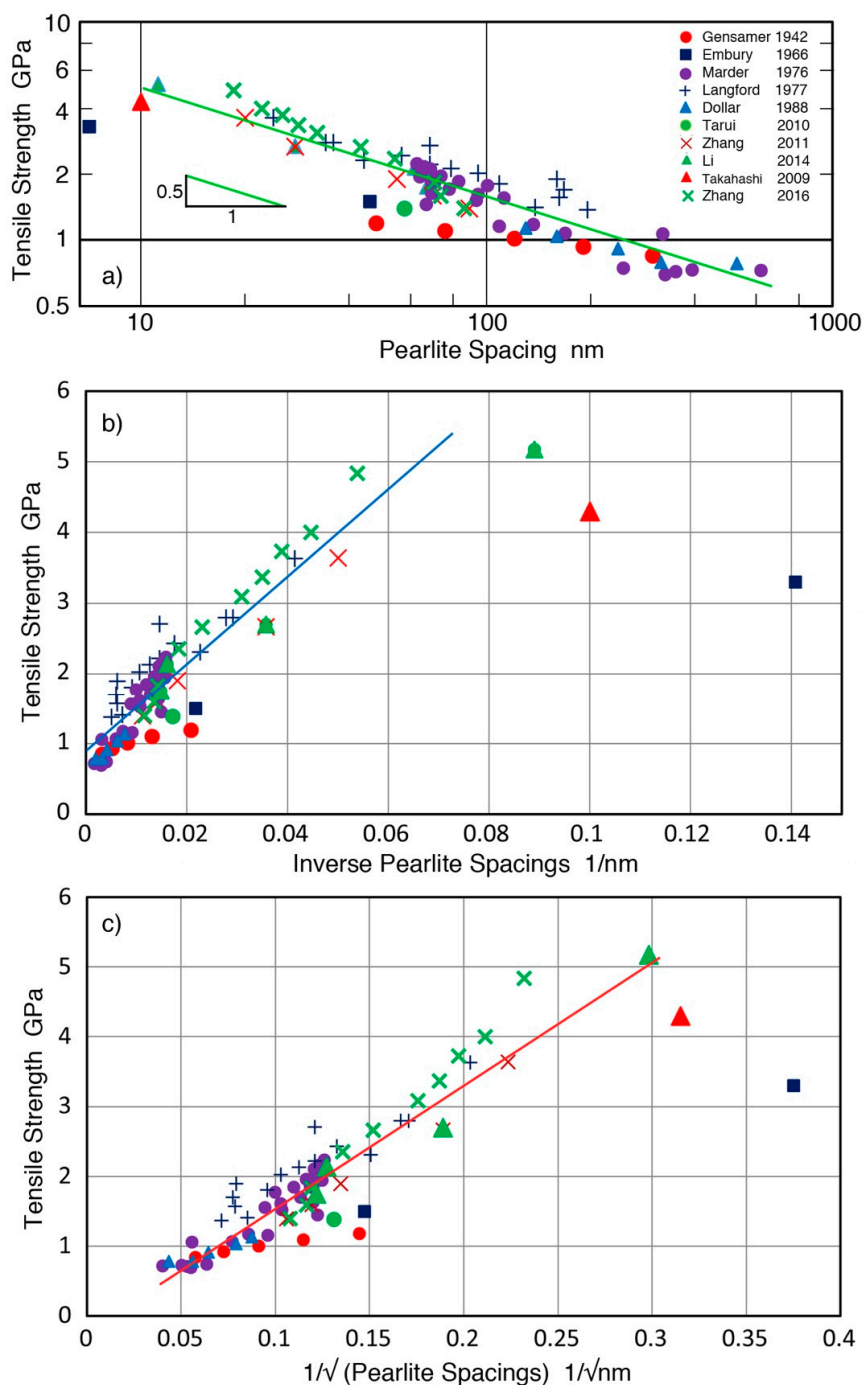 10
6
4
2
1
0.5
Tensile Strength GPa
0.5
1
a)
Gensamer 1942
Embury 1966
Marder 1976
Langford 1977
Dollar 1988
Tarui 2010
Zhang 2011
Li 2014
Takahashi 2009
Zhang 2016
10 100 1000
Pearlite Spacing nm
b)
6
5
4
3
2
1
0
Tensile Strength GPa
0 0.02 0.04 0.06 0.08 0.1 0.12 0.14
Inverse Pearlite Spacings 1/nm
c)
6
5
4
3
2
1
0
Tensile Strength GPa
0 0.05 0.1 0.15 0.2 0.25 0.3 0.35 0.4
1/√ (Pearlite Spacings) 1/√nm